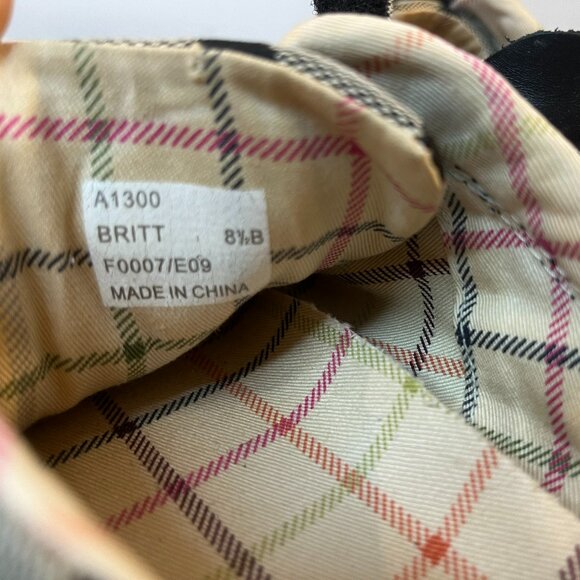 A1300
BRITT 8½B
F0007/E09
MADE IN CHINA